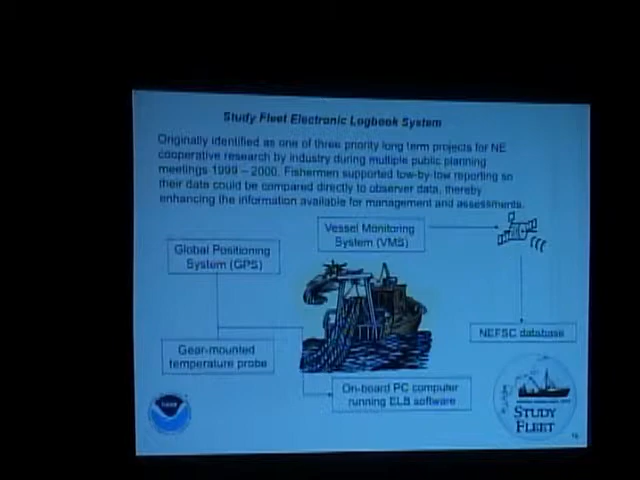 Study Fleet Electronic Logbook System
Originally identified as one of three priority long term projects for NE
cooperative research by industry during multiple public planning
meetings 1999 – 2000. Fishermen supported tow-by-tow reporting so
their data could be compared directly to observer data, thereby
enhancing the information available for management and assessments.
Vessel Monitoring
System (VMS)
Global Positioning
System (GPS)
NEFSC database
Gear-mounted
temperature probe
On-board PC computer
running ELB software
STUDY
FLEET